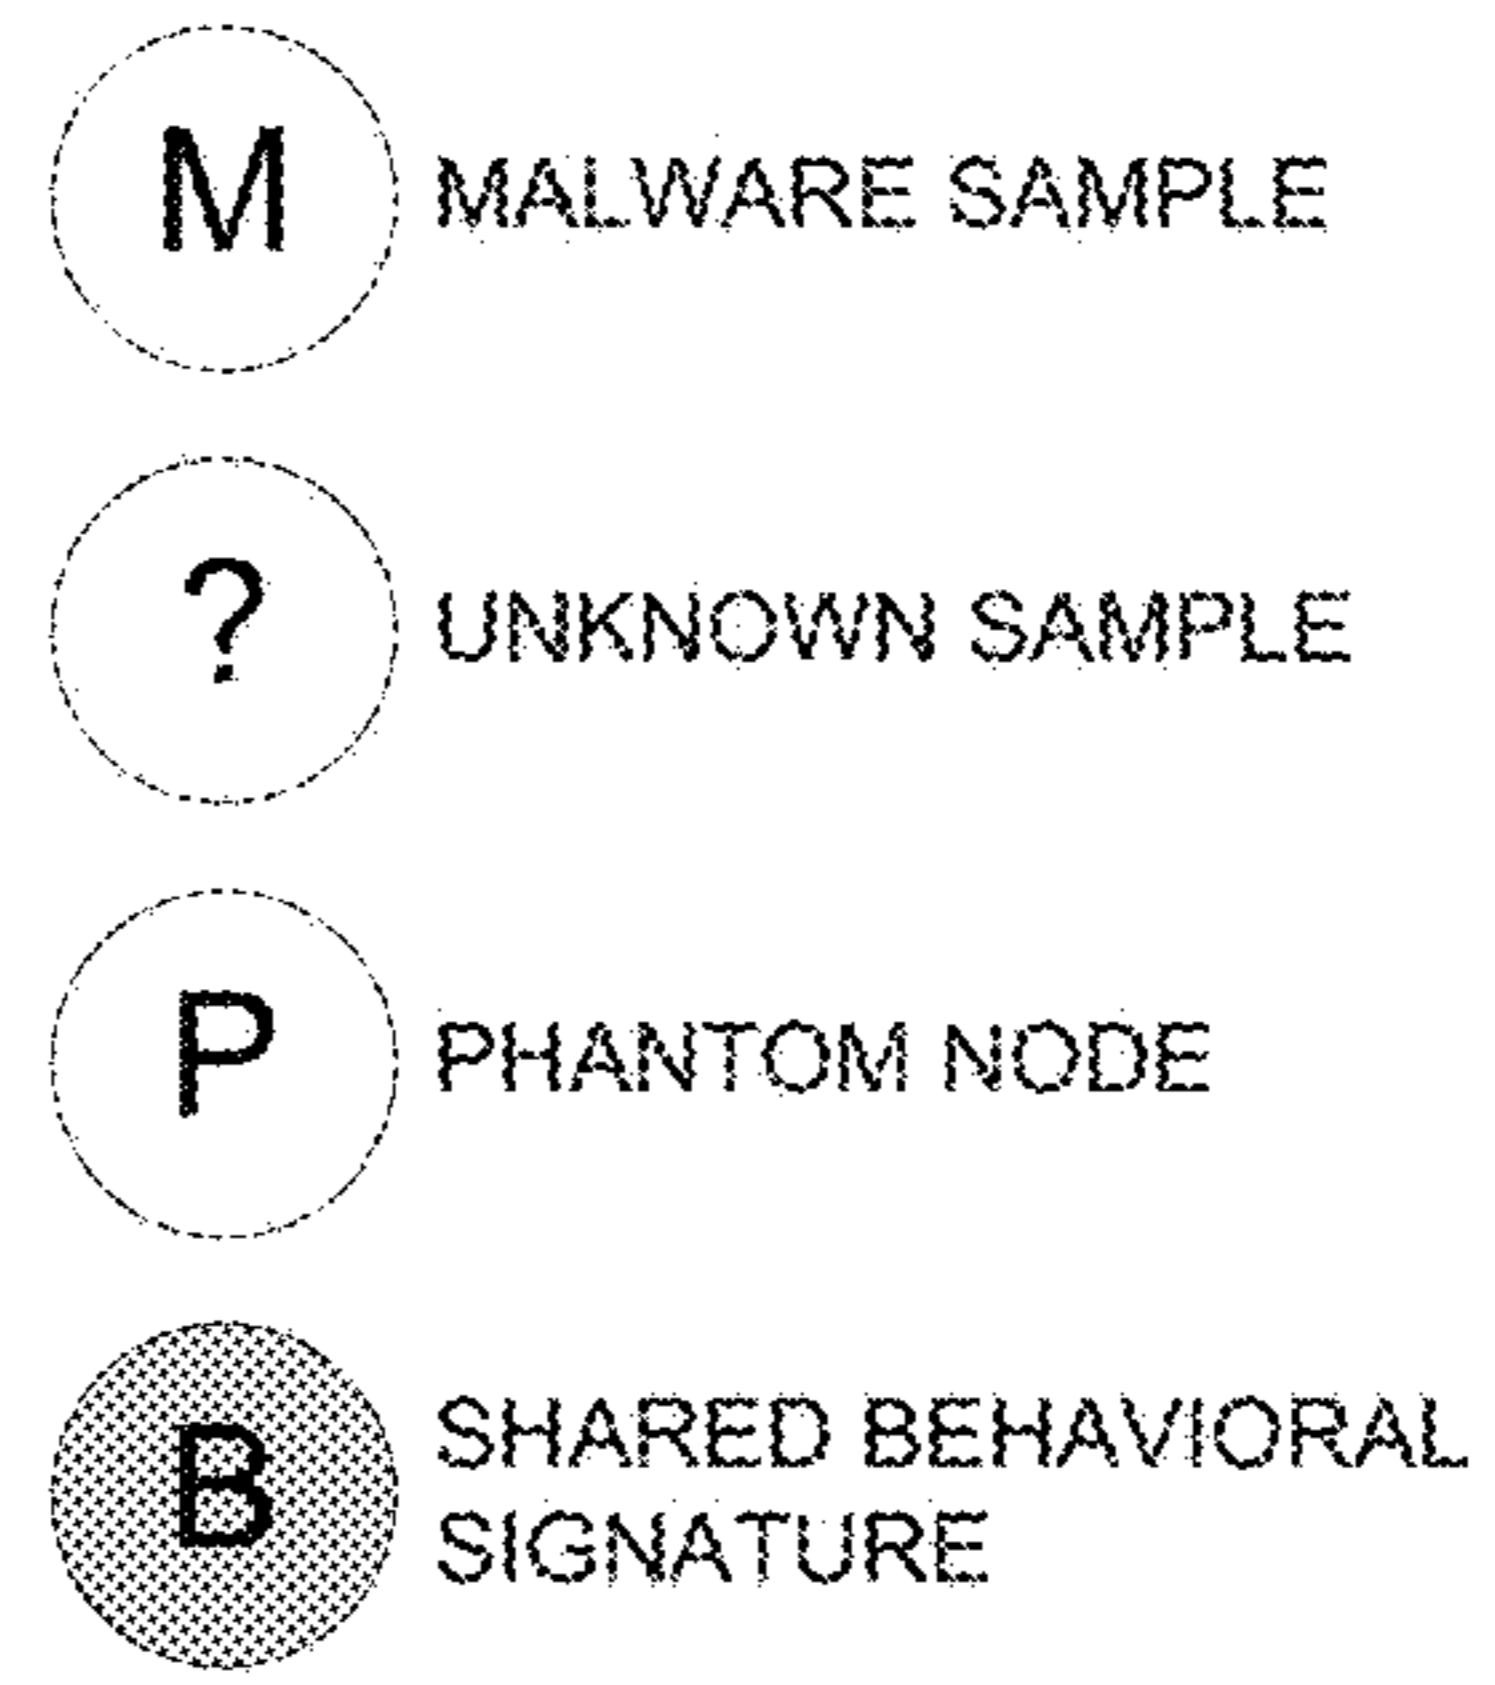 M MALWARE SAMPLE
? UNKNOWN SAMPLE
P PHANTOM NODE
B SHARED BEHAVIORAL
SIGNATURE